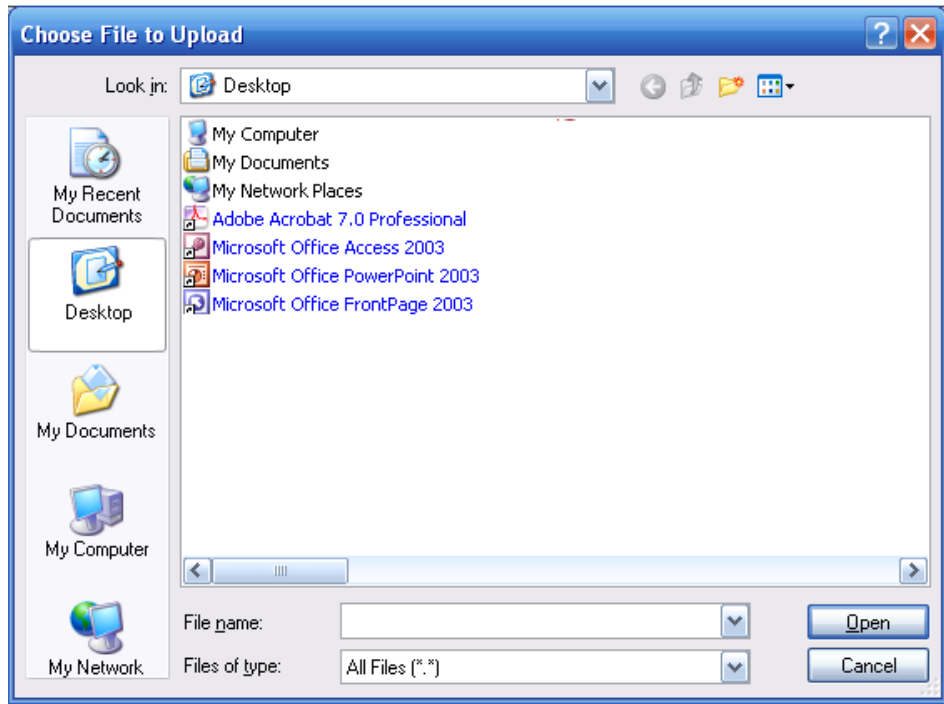 Choose File to Upload
Look in: Desktop
My Recent
Documents
Desktop
My Documents
My Computer
My Network
My Computer
My Documents
My Network Places
Adobe Acrobat 7.0 Professional
Microsoft Office Access 2003
Microsoft Office PowerPoint 2003
Microsoft Office FrontPage 2003
File name:
Open
Files of type: All Files (*.*)
Cancel